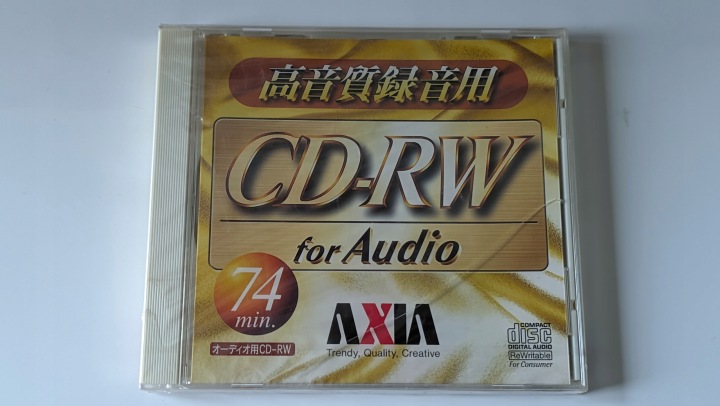 高音質録音用
CD-RW
for Audio
74
min.
オーディオ用CD-RW
AXIA
Trendy, Quality, Creative
COMPACT
disc
DIGITAL AUDIO
ReWritable
For Consumer